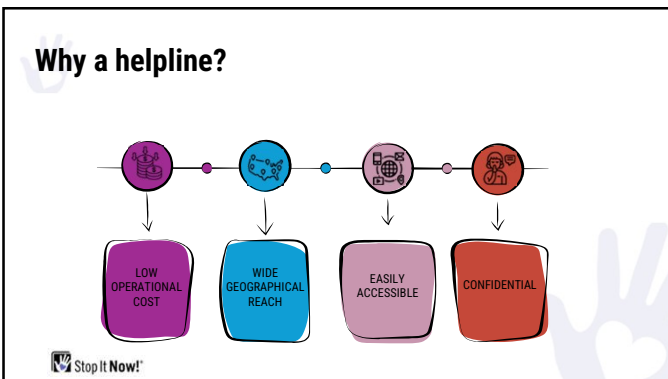 Why a helpline?
LOW
OPERATIONAL
COST
WIDE
GEOGRAPHICAL
REACH
EASILY
ACCESSIBLE
CONFIDENTIAL
Stop It Now!